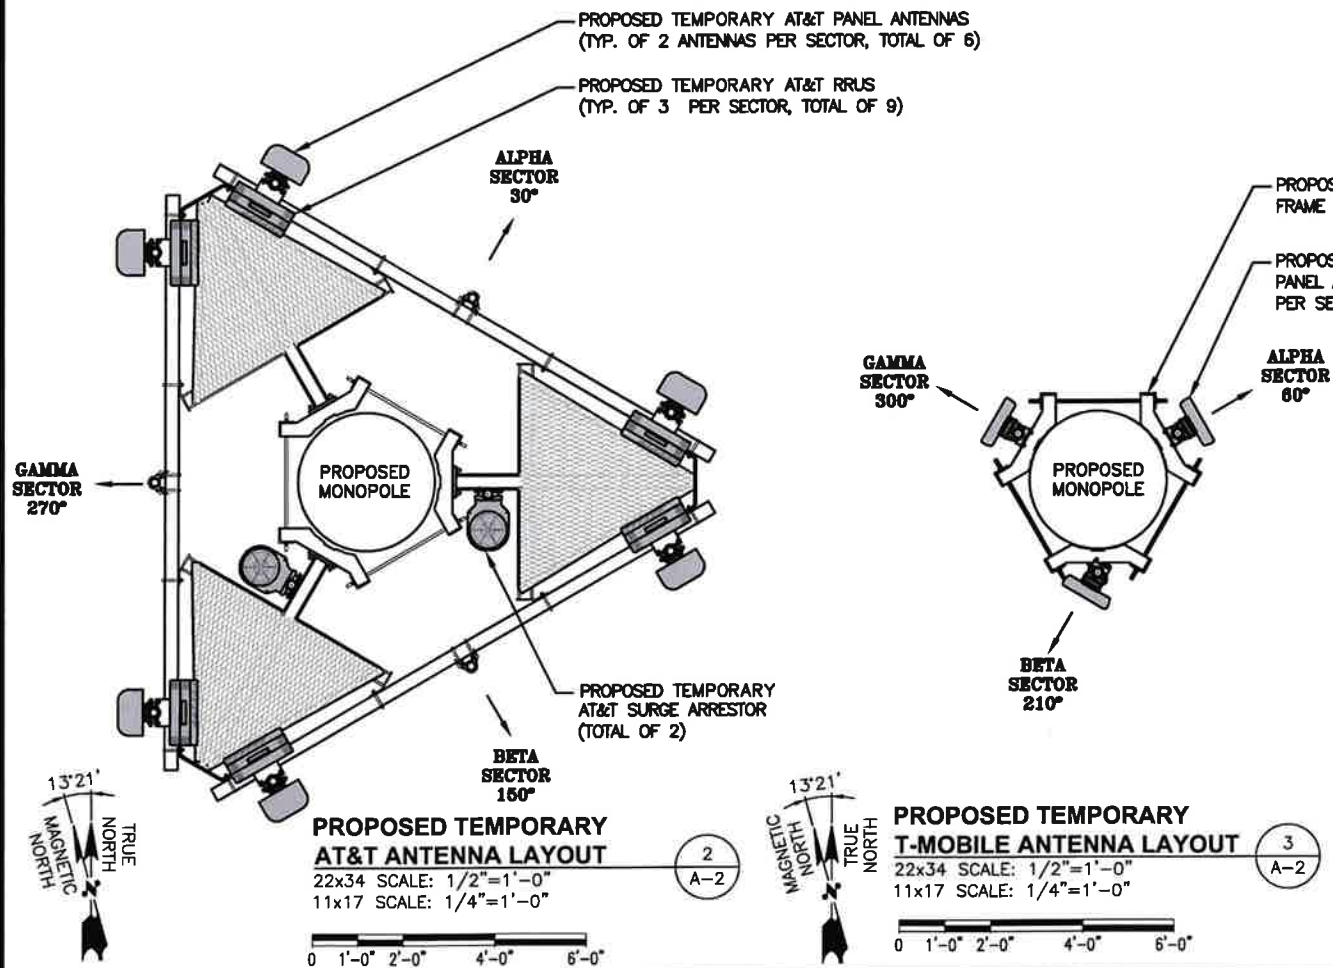 PROPOSED TEMPORARY AT&T PANEL ANTENNAS
(TYP. OF 2 ANTENNAS PER SECTOR, TOTAL OF 6)
PROPOSED TEMPORARY AT&T RRUS
(TYP. OF 3 PER SECTOR, TOTAL OF 9)
ALPHA
SECTOR
30°
GAMMA
SECTOR
270°
PROPOSED
MONOPOLE
PROPOSED TEMPORARY
AT&T SURGE ARRESTOR
(TOTAL OF 2)
BETA
SECTOR
150°
13°21'
MAGNETIC
NORTH
TRUE
NORTH
N
PROPOSED TEMPORARY
AT&T ANTENNA LAYOUT
22x34 SCALE: 1/2"=1'-0"
11x17 SCALE: 1/4"=1'-0"
2
A-2
0 1'-0" 2'-0" 4'-0" 6'-0"
FRAME
PANEL
ALPHA
SECTOR
60°
GAMMA
SECTOR
300°
PROPOSED
MONOPOLE
BETA
SECTOR
210°
13°21'
MAGNETIC
NORTH
TRUE
NORTH
N
PROPOSED TEMPORARY
T-MOBILE ANTENNA LAYOUT
22x34 SCALE: 1/2"=1'-0"
11x17 SCALE: 1/4"=1'-0"
3
A-2
0 1'-0" 2'-0" 4'-0" 6'-0"